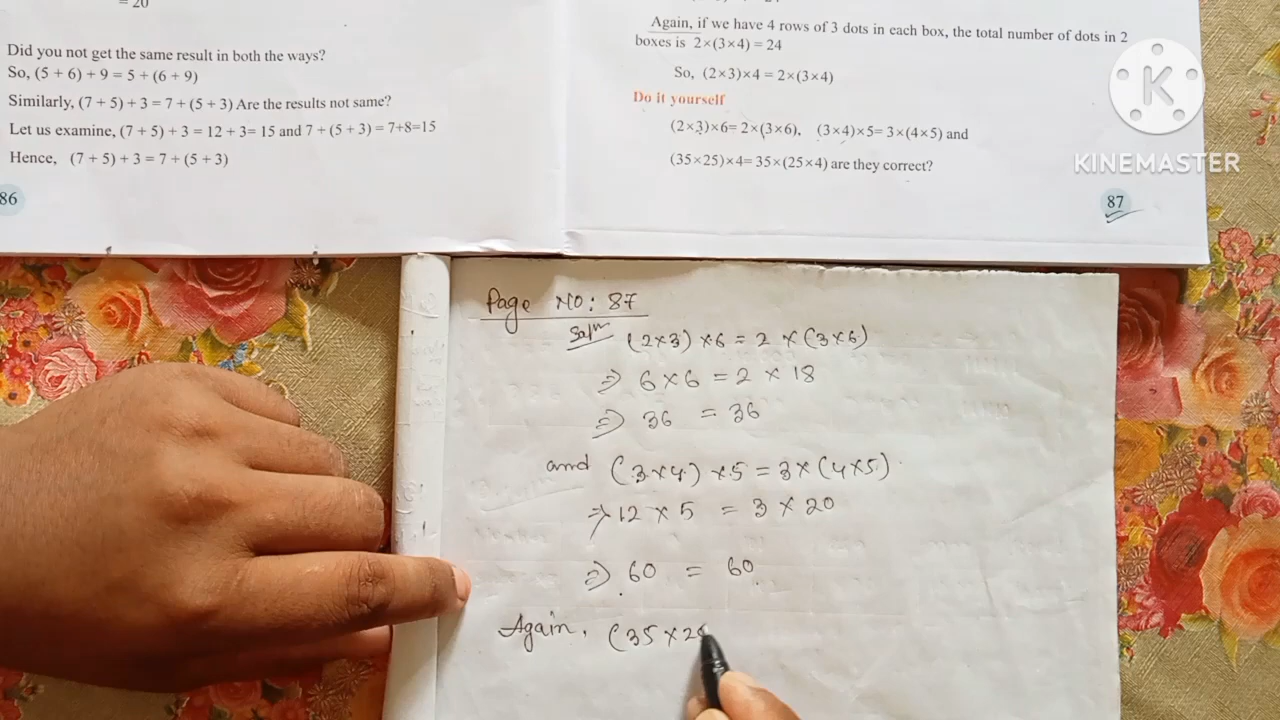 = 20
Did you not get the same result in both the ways?
So, (5 + 6) + 9 = 5 + (6 + 9)
Similarly, (7 + 5) + 3 = 7 + (5 + 3) Are the results not same?
Let us examine, (7 + 5) + 3 = 12 + 3= 15 and 7 + (5 + 3) = 7+8=15
Hence, (7 + 5) + 3 = 7 + (5 + 3)
86
Again, if we have 4 rows of 3 dots in each box, the total number of dots in 2
boxes is 2×(3×4) = 24
So, (2×3)×4 = 2×(3×4)
Do it yourself
(2×3)×6= 2×(3×6), (3×4)×5= 3×(4×5) and
(35×25)×4= 35×(25×4) are they correct?
87
K
KINEMASTER
Page No: 87
Soln (2×3) ×6 = 2 × (3×6)
⇒ 6 × 6 = 2 × 18
⇒ 36 = 36
and (3×4) ×5 = 3× (4×5)
⇒ 12 × 5 = 3 × 20
⇒ 60 = 60
Again, (35 × 2